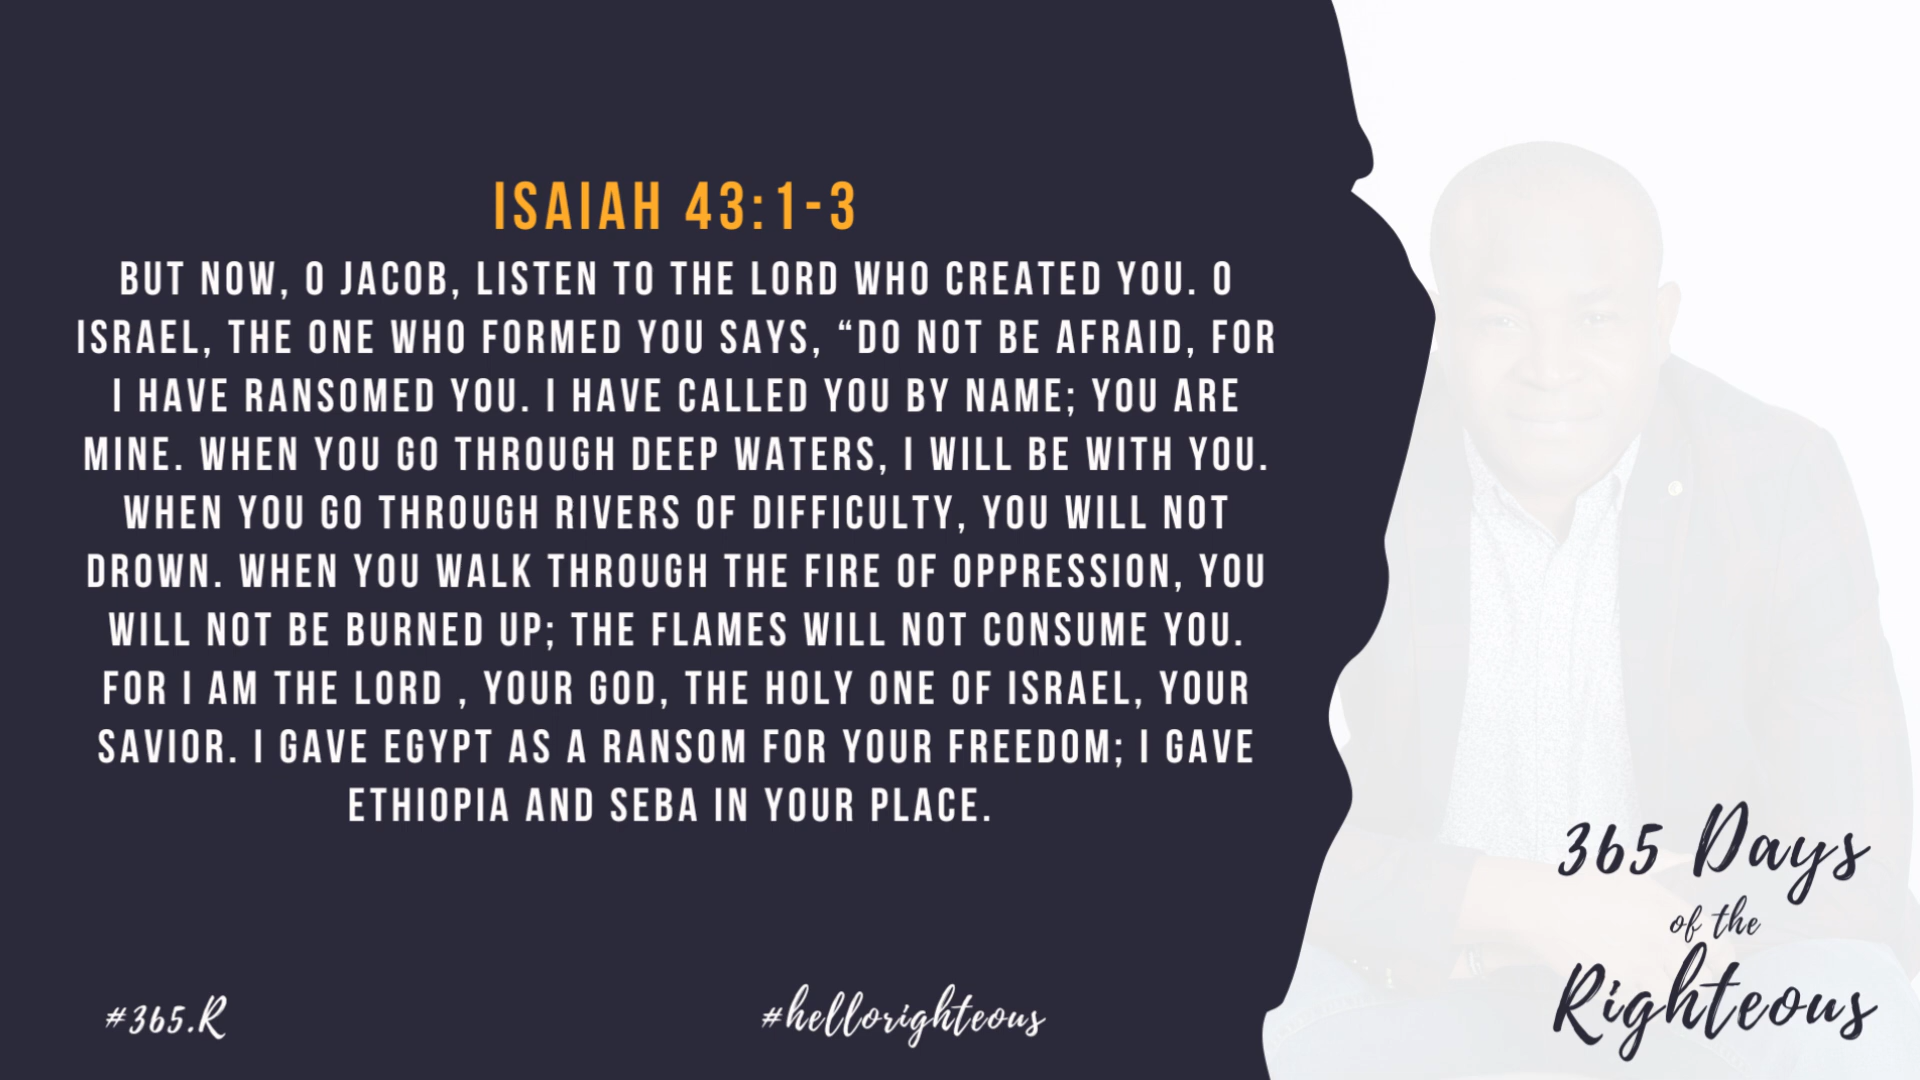 ISAIAH 43:1-3
BUT NOW, O JACOB, LISTEN TO THE LORD WHO CREATED YOU. O
ISRAEL, THE ONE WHO FORMED YOU SAYS, “DO NOT BE AFRAID, FOR
I HAVE RANSOMED YOU. I HAVE CALLED YOU BY NAME; YOU ARE
MINE. WHEN YOU GO THROUGH DEEP WATERS, I WILL BE WITH YOU.
WHEN YOU GO THROUGH RIVERS OF DIFFICULTY, YOU WILL NOT
DROWN. WHEN YOU WALK THROUGH THE FIRE OF OPPRESSION, YOU
WILL NOT BE BURNED UP; THE FLAMES WILL NOT CONSUME YOU.
FOR I AM THE LORD , YOUR GOD, THE HOLY ONE OF ISRAEL, YOUR
SAVIOR. I GAVE EGYPT AS A RANSOM FOR YOUR FREEDOM; I GAVE
ETHIOPIA AND SEBA IN YOUR PLACE.
#365.R
#hellorighteous
365 Days
of the
Righteous